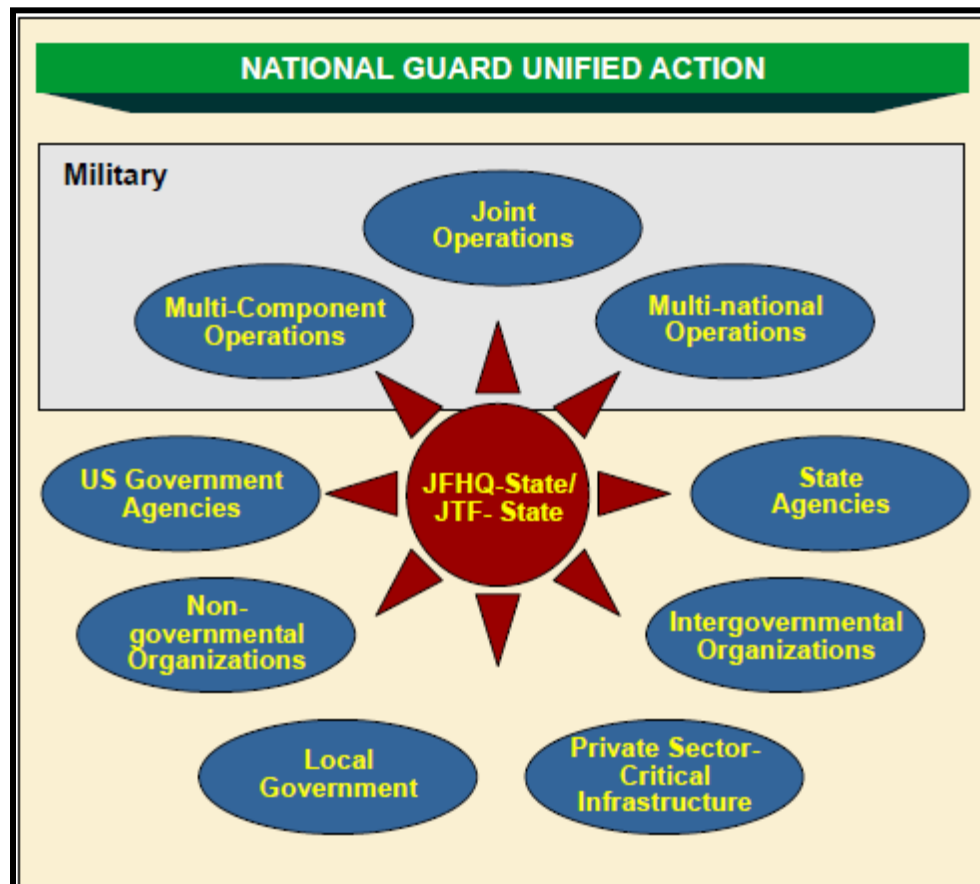 NATIONAL GUARD UNIFIED ACTION
Military
Joint
Operations
Multi-Component
Operations
Multi-national
Operations
US Government
Agencies
JFHQ-State/
JTF- State
State
Agencies
Non-
governmental
Organizations
Intergovernmental
Organizations
Local
Government
Private Sector-
Critical
Infrastructure